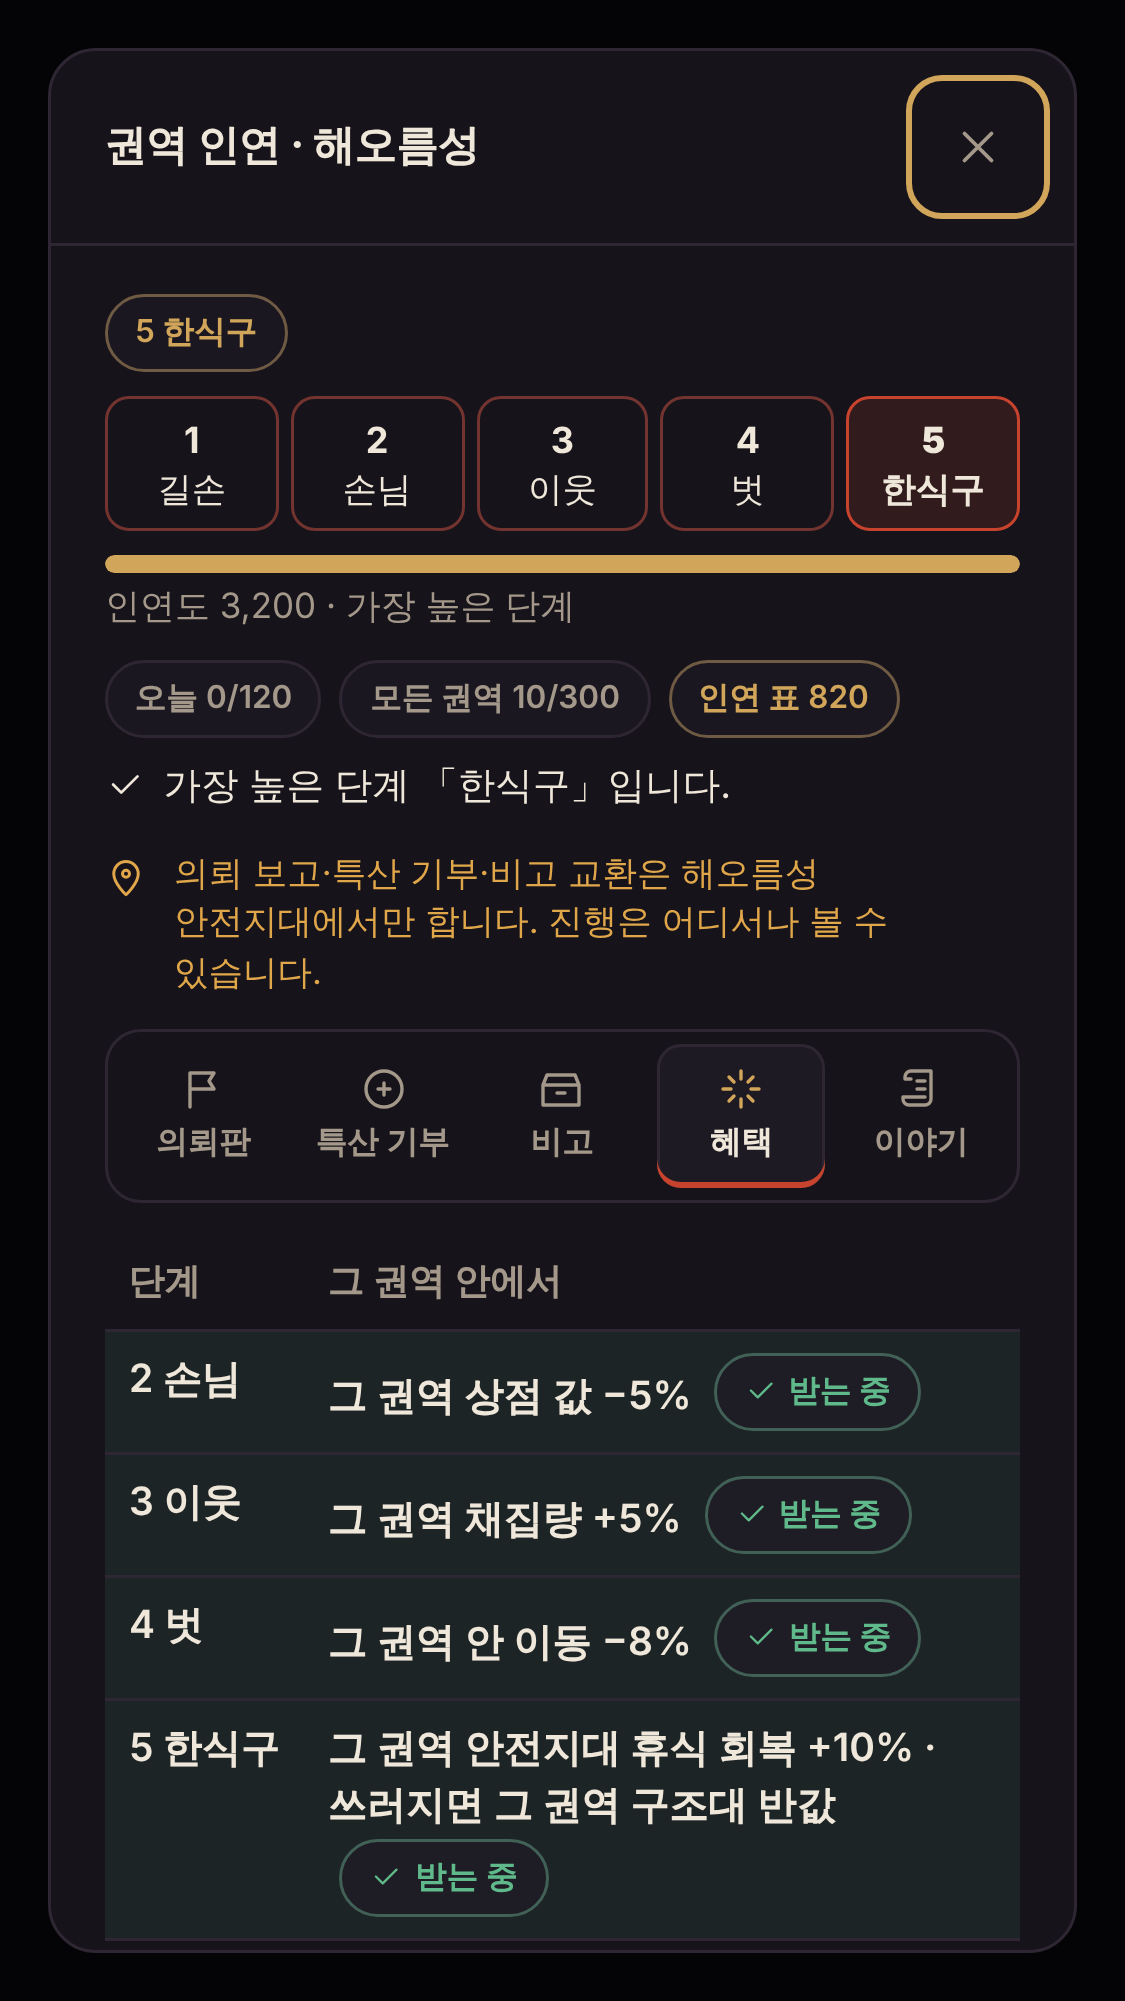 권역 인연 · 해오름성
5 한식구
1
길손
2
손님
3
이웃
4
벗
5
한식구
인연도 3,200 · 가장 높은 단계
오늘 0/120
모든 권역 10/300
인연 표 820
가장 높은 단계 「한식구」입니다.
의뢰 보고·특산 기부·비고 교환은 해오름성
안전지대에서만 합니다. 진행은 어디서나 볼 수
있습니다.
의뢰판
특산 기부
비고
혜택
이야기
단계 그 권역 안에서
2 손님 그 권역 상점 값 −5% 받는 중
3 이웃 그 권역 채집량 +5% 받는 중
4 벗 그 권역 안 이동 −8% 받는 중
5 한식구 그 권역 안전지대 휴식 회복 +10% ·
쓰러지면 그 권역 구조대 반값
받는 중